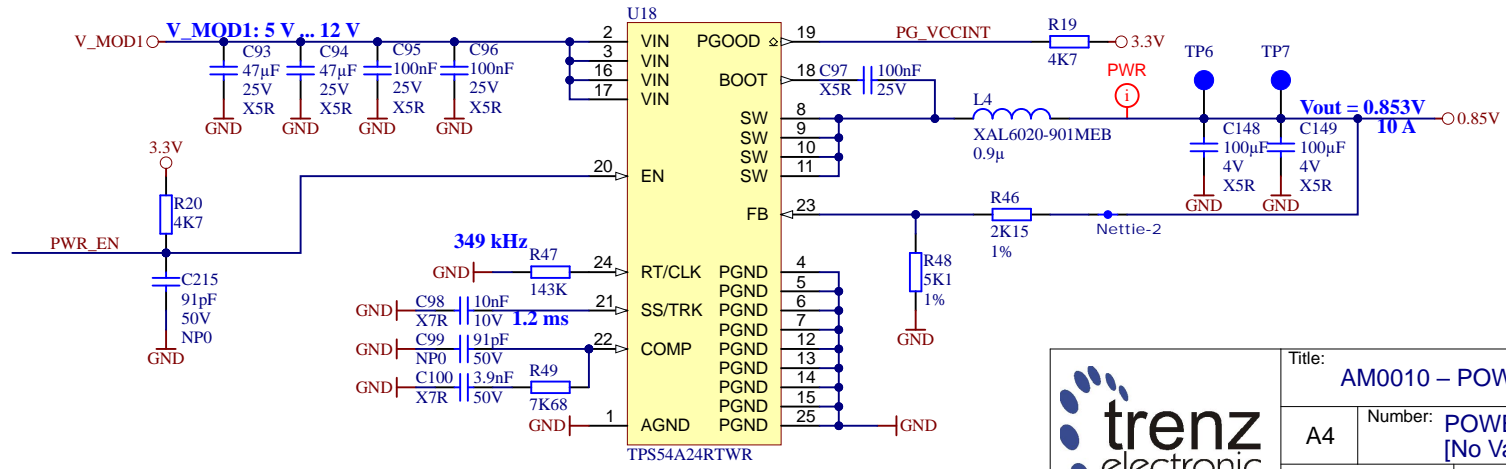 U18
V_MOD1
V_MOD1: 5 V ... 12 V
C93
47µF
25V
X5R
GND
C94
47µF
25V
X5R
GND
C95
100nF
25V
X5R
GND
C96
100nF
25V
X5R
GND
2
3
16
17
VIN
VIN
VIN
VIN
PGOOD
19
PG_VCCINT
R19
4K7
3.3V
BOOT
18
C97
X5R
100nF
25V
SW
8
SW
9
SW
10
SW
11
L4
XAL6020-901MEB
0.9µ
PWR
i
TP6
TP7
Vout = 0.853V
10 A
0.85V
C148
100µF
4V
X5R
GND
C149
100µF
4V
X5R
GND
3.3V
R20
4K7
PWR_EN
C215
91pF
50V
NP0
GND
20
EN
FB
23
R46
2K15
1%
Nettie-2
R48
5K1
1%
GND
349 kHz
GND
R47
143K
24
RT/CLK
GND
C98
X7R
10nF
10V
1.2 ms
21
SS/TRK
GND
C99
NP0
91pF
50V
22
COMP
GND
C100
X7R
3.9nF
50V
R49
7K68
GND
1
AGND
PGND
4
PGND
5
PGND
6
PGND
7
PGND
12
PGND
13
PGND
14
PGND
15
PGND
25
GND
TPS54A24RTWR
trenz
electronic
Title:
AM0010 – POW
A4
Number:
POWE
[No Va